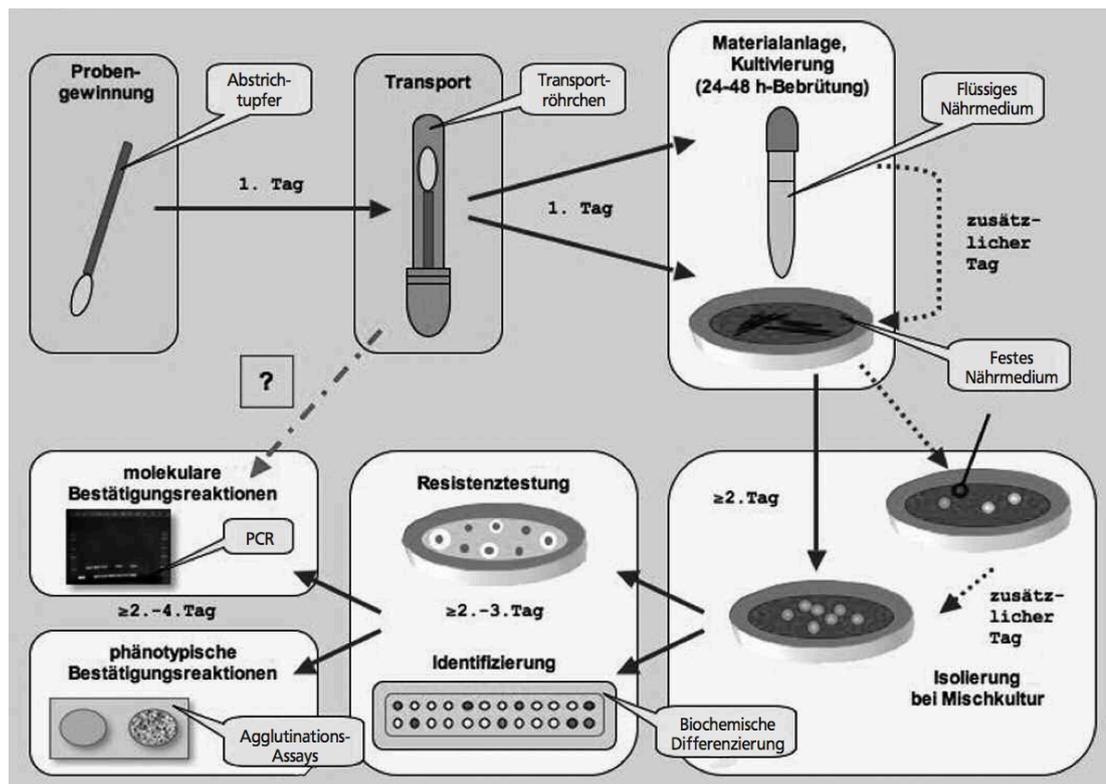 Proben-
gewinnung
Abstrich-
tupfer
1. Tag
Transport
Transport-
röhrchen
1. Tag
Materialanlage,
Kultivierung
(24-48 h-Bebrütung)
Flüssiges
Nährmedium
zusätz-
licher
Tag
Festes
Nährmedium
?
molekulare
Bestätigungsreaktionen
PCR
≥2.-4.Tag
phänotypische
Bestätigungsreaktionen
Agglutinations-
Assays
Resistenztestung
≥2.-3.Tag
Identifizierung
Biochemische
Differenzierung
≥2.Tag
zusätz-
licher
Tag
Isolierung
bei Mischkultur